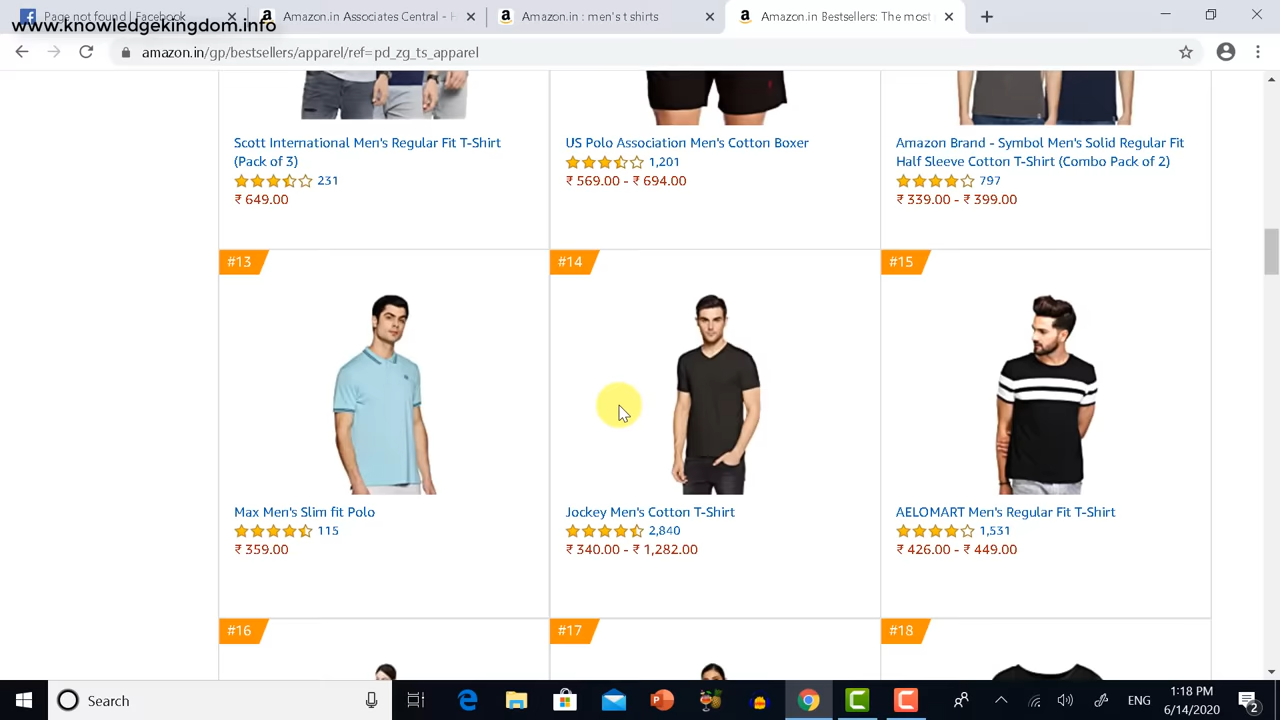 Page not found | Facebook
Amazon.in Associates Central - H
Amazon.in : men's t shirts
Amazon.in Bestsellers: The most
www.knowledgekingdom.info
amazon.in/gp/bestsellers/apparel/ref=pd_zg_ts_apparel
Scott International Men's Regular Fit T-Shirt
(Pack of 3)
231
₹ 649.00
US Polo Association Men's Cotton Boxer
1,201
₹ 569.00 - ₹ 694.00
Amazon Brand - Symbol Men's Solid Regular Fit
Half Sleeve Cotton T-Shirt (Combo Pack of 2)
797
₹ 339.00 - ₹ 399.00
#13
Max Men's Slim fit Polo
115
₹ 359.00
#14
Jockey Men's Cotton T-Shirt
2,840
₹ 340.00 - ₹ 1,282.00
#15
AELOMART Men's Regular Fit T-Shirt
1,531
₹ 426.00 - ₹ 449.00
#16
#17
#18
Search
ENG
1:18 PM
6/14/2020
2